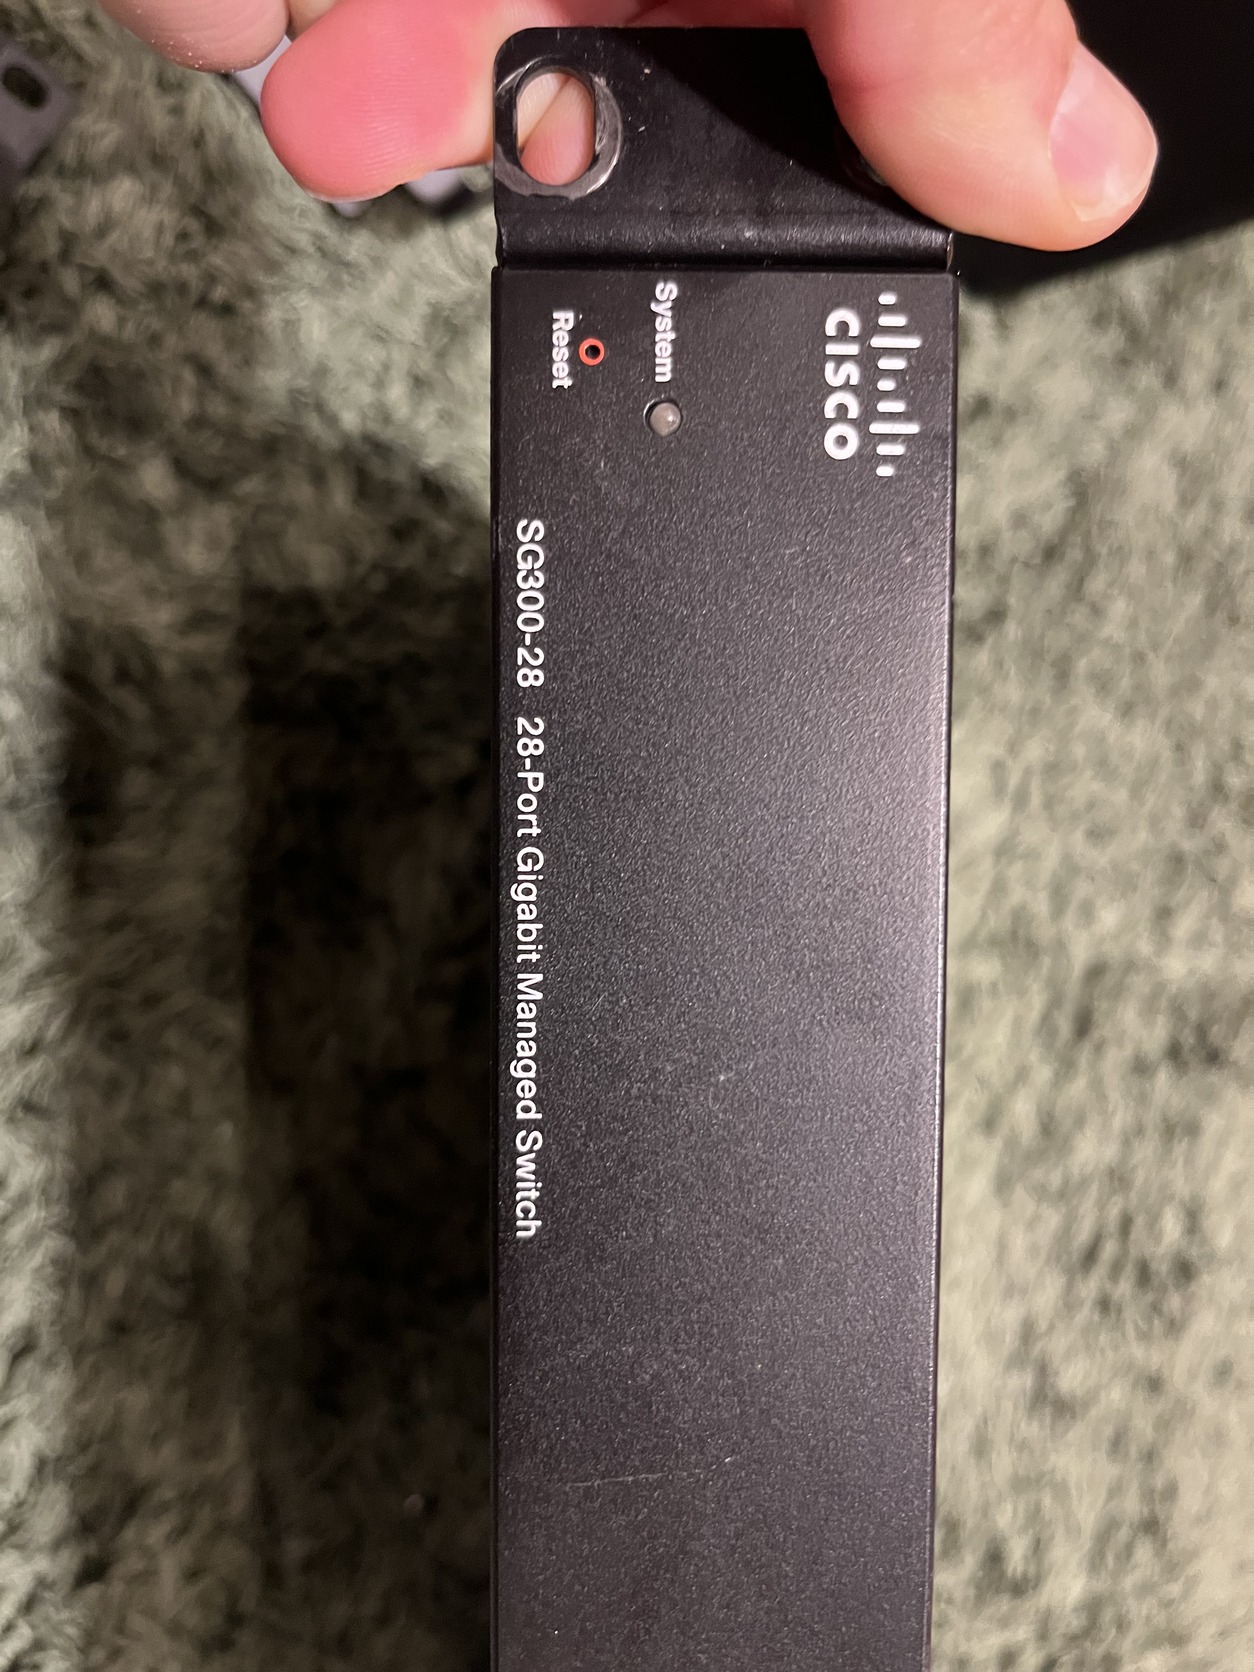 CISCO
System
Reset
SG300-28 28-Port Gigabit Managed Switch